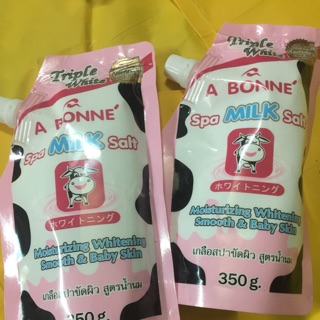 Triple
White
A BONNE'
Spa MILK Salt
ホワイトニング
Moisturizing Whitening
Smooth & Baby Skin
เกลือสปาขัดผิว สูตรน้ำนม
350 g.
Triple
White
A BONNE'
Spa MILK Salt
ホワイトニング
Moisturizing Whitening
Smooth & Baby Skin
เกลือสปาขัดผิว สูตรน้ำนม
350 g.